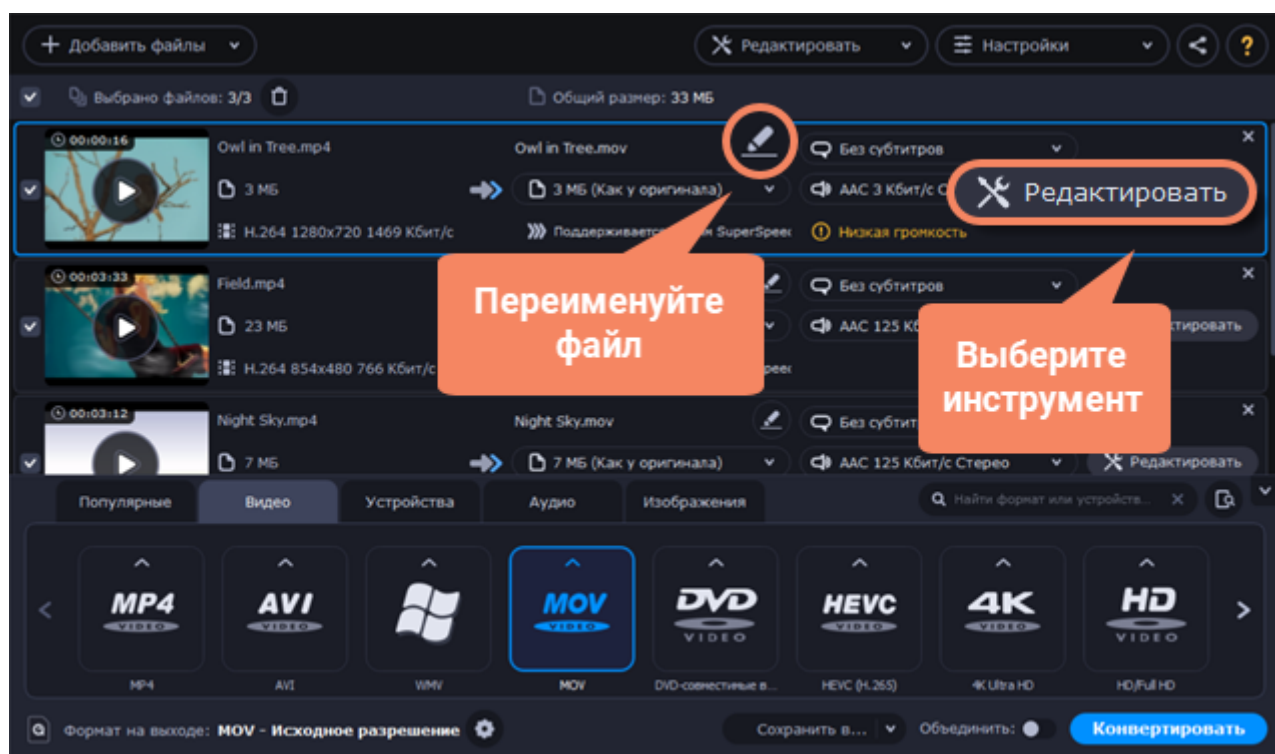 + Добавить файлы
Редактировать
Настройки
?
Выбрано файлов: 3/3
Общий размер: 33 МБ
00:00:16
Owl in Tree.mp4
Owl in Tree.mov
Без субтитров
3 МБ
3 МБ (Как у оригинала)
AAC 3 Кбит/с
Редактировать
H.264 1280x720 1469 Кбит/с
Поддерживается
SuperSpeed
Низкая громкость
Переименуйте
файл
Выберите
инструмент
00:03:33
Field.mp4
Без субтитров
23 МБ
AAC 125
H.264 854x480 766 Кбит/с
00:03:12
Night Sky.mp4
Night Sky.mov
7 МБ
7 МБ (Как у оригинала)
AAC 125 Кбит/с Стерео
Редактировать
Популярные
Видео
Устройства
Аудио
Изображения
Найти формат или устройств...
MP4 VIDEO
AVI VIDEO
MOV VIDEO
DVD VIDEO
HEVC VIDEO
4K VIDEO
HD VIDEO
MP4
AVI
WMV
MOV
DVD-совместимые в...
HEVC (H.265)
4K Ultra HD
HD/Full HD
Формат на выходе: MOV - Исходное разрешение
Сохранить в...
Объединить:
Конвертировать